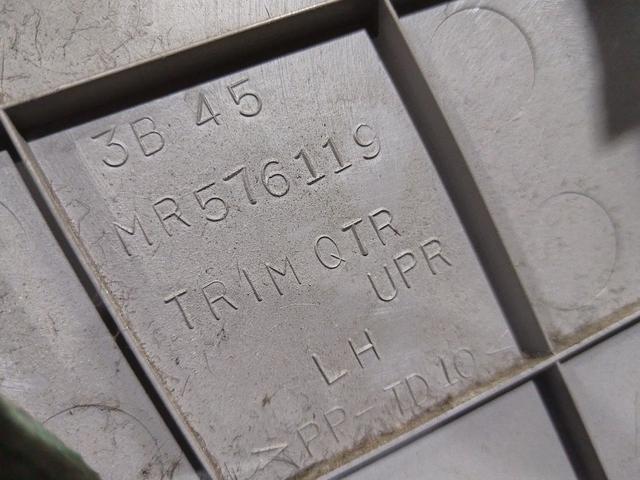 3B 45
MR576119
TRIM QTR
UPR
LH
>PP-TD10<